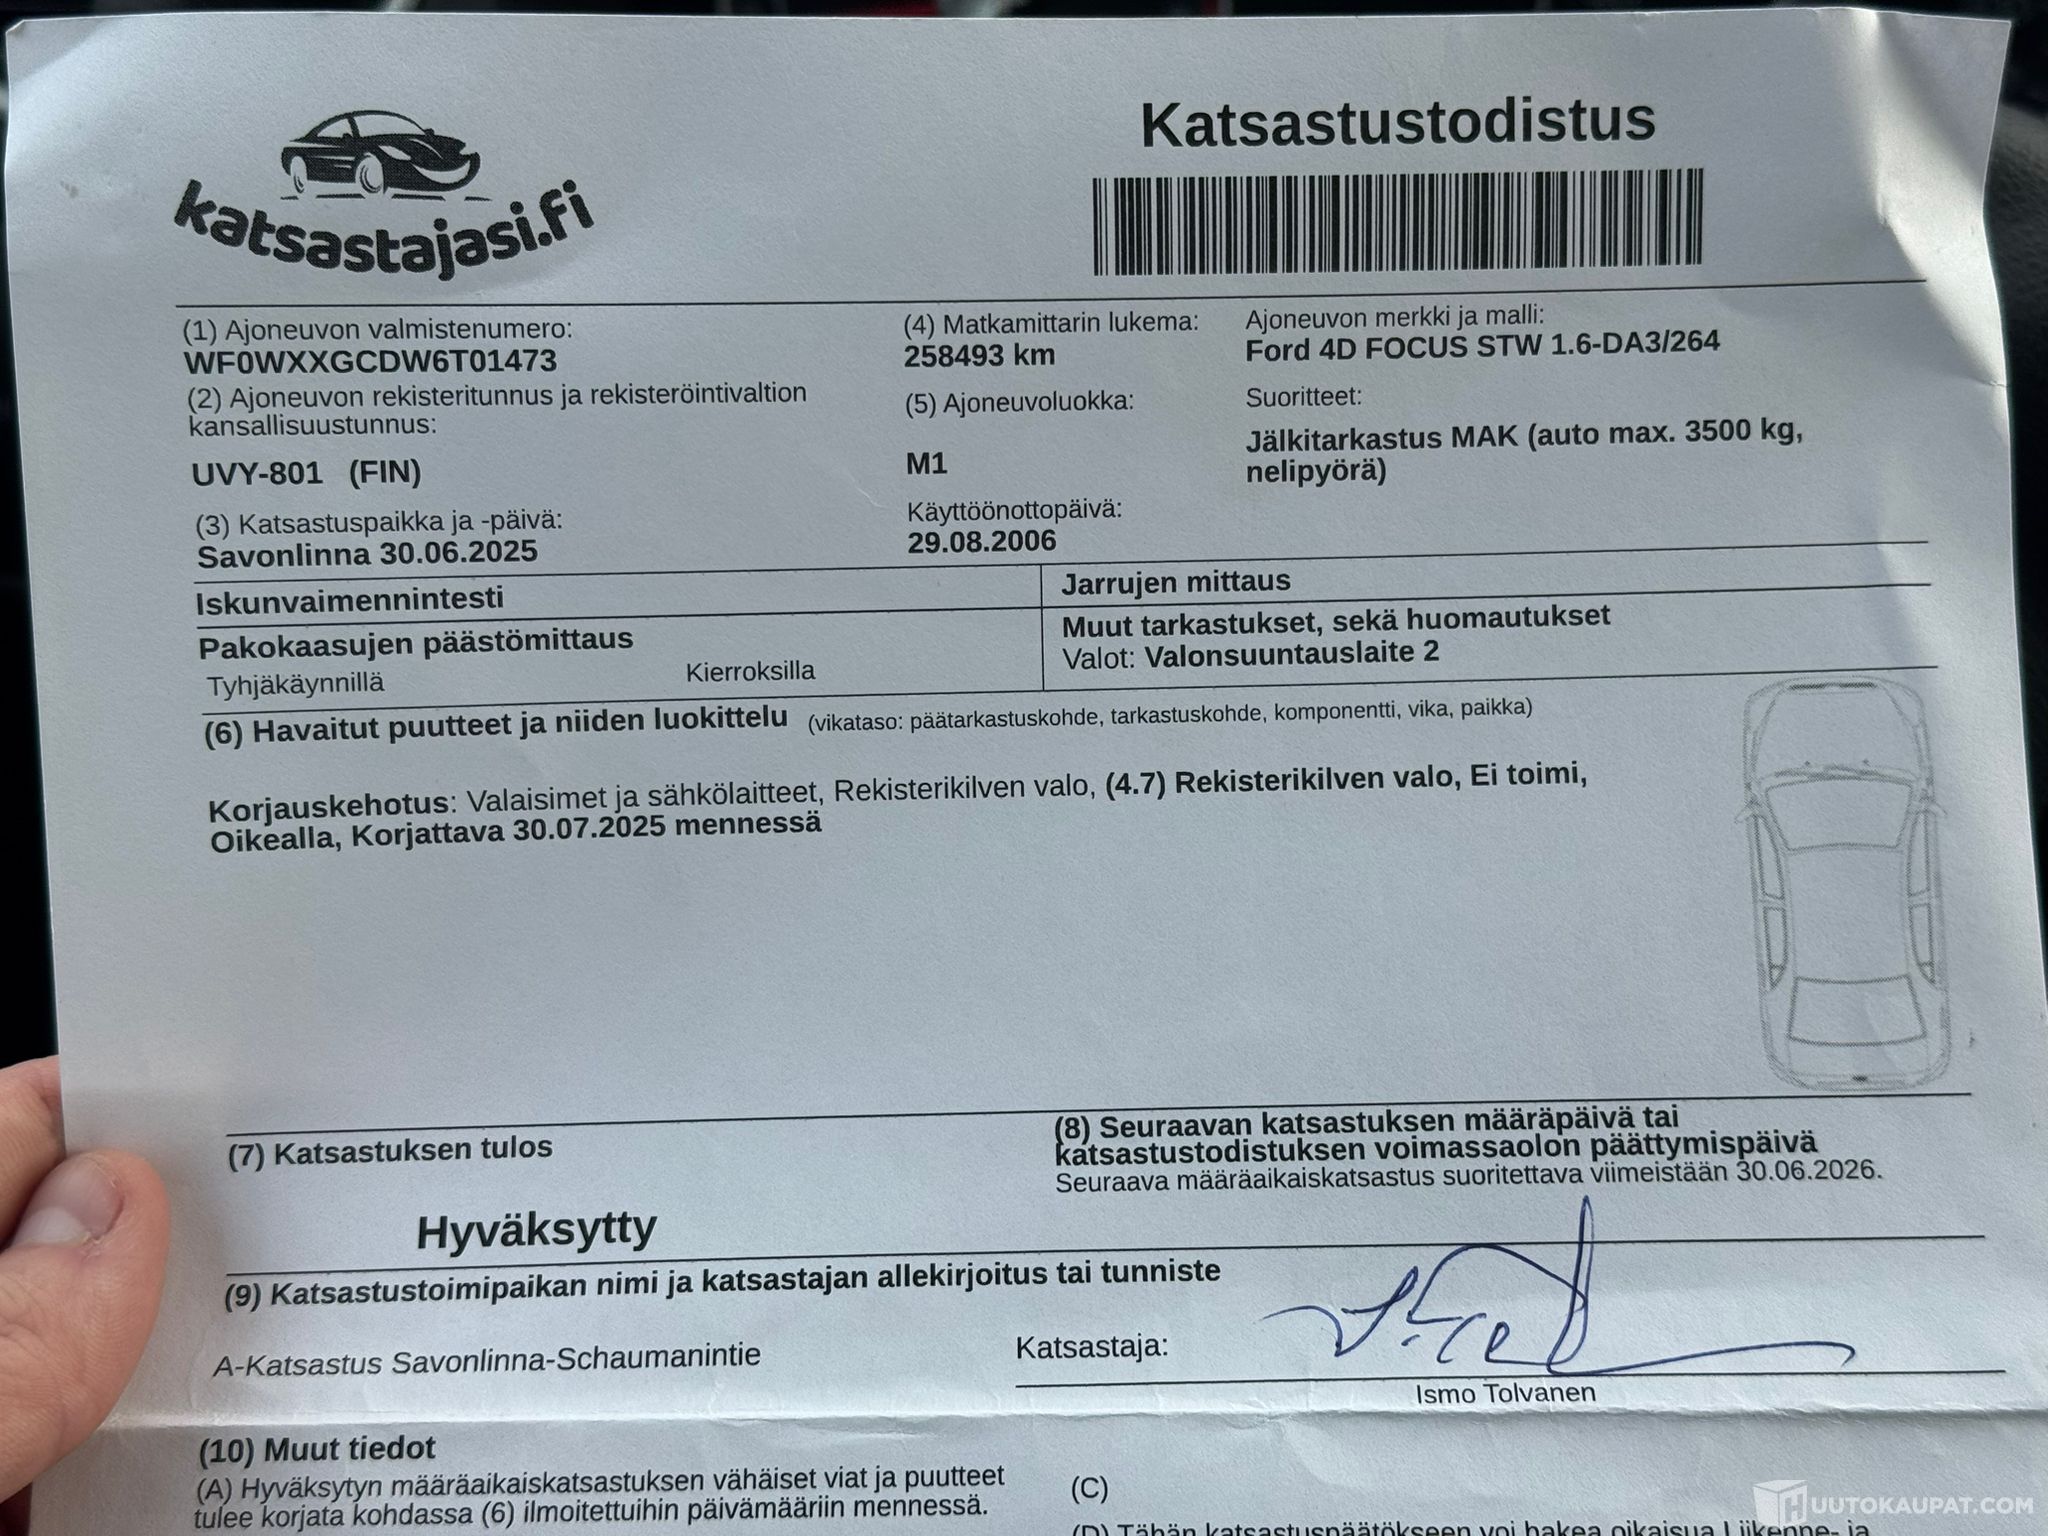 katsastajasi.fi
Katsastustodistus
(1) Ajoneuvon valmistenumero:
WF0WXXGCDW6T01473
(2) Ajoneuvon rekisteritunnus ja rekisteröintivaltion
kansallisuustunnus:
UVY-801 (FIN)
(3) Katsastuspaikka ja -päivä:
Savonlinna 30.06.2025
(4) Matkamittarin lukema:
258493 km
(5) Ajoneuvoluokka:
M1
Käyttöönottopäivä:
29.08.2006
Ajoneuvon merkki ja malli:
Ford 4D FOCUS STW 1.6-DA3/264
Suoritteet:
Jälkitarkastus MAK (auto max. 3500 kg,
nelipyörä)
Iskunvaimennintesti
Pakokaasujen päästömittaus
Tyhjäkäynnillä Kierroksilla
Jarrujen mittaus
Muut tarkastukset, sekä huomautukset
Valot: Valonsuuntauslaite 2
(6) Havaitut puutteet ja niiden luokittelu (vikataso: päätarkastuskohde, tarkastuskohde, komponentti, vika, paikka)
Korjauskehotus: Valaisimet ja sähkölaitteet, Rekisterikilven valo, (4.7) Rekisterikilven valo, Ei toimi,
Oikealla, Korjattava 30.07.2025 mennessä
(7) Katsastuksen tulos
Hyväksytty
(8) Seuraavan katsastuksen määräpäivä tai
katsastustodistuksen voimassaolon päättymispäivä
Seuraava määräaikaiskatsastus suoritettava viimeistään 30.06.2026.
(9) Katsastustoimipaikan nimi ja katsastajan allekirjoitus tai tunniste
A-Katsastus Savonlinna-Schaumanintie
Katsastaja:
Ismo Tolvanen
(10) Muut tiedot
(A) Hyväksytyn määräaikaiskatsastuksen vähäiset viat ja puutteet
tulee korjata kohdassa (6) ilmoitettuihin päivämääriin mennessä.
(C)
(D) Tähän katsastuspäätökseen voi hakea oikaisua Liikenne- ja
HUUTOKAUPAT.COM